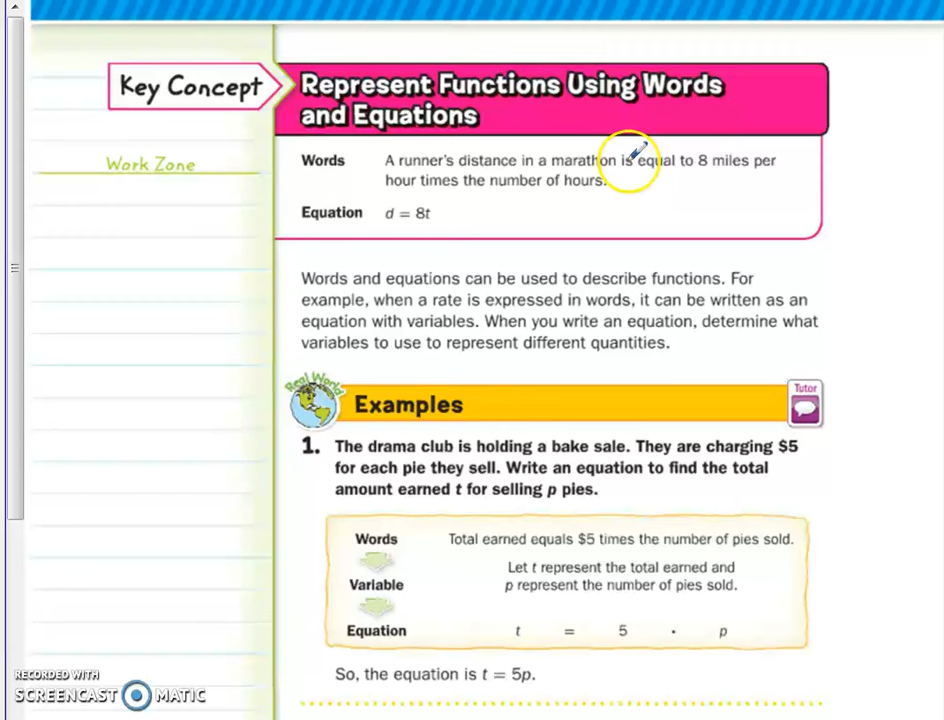 Key Concept
Represent Functions Using Words
and Equations
Work Zone
Words A runner's distance in a marathon is equal to 8 miles per
hour times the number of hours.
Equation d = 8t
Words and equations can be used to describe functions. For
example, when a rate is expressed in words, it can be written as an
equation with variables. When you write an equation, determine what
variables to use to represent different quantities.
Real World
Examples
Tutor
1. The drama club is holding a bake sale. They are charging $5
for each pie they sell. Write an equation to find the total
amount earned t for selling p pies.
Words Total earned equals $5 times the number of pies sold.
Let t represent the total earned and
Variable p represent the number of pies sold.
Equation t = 5 · p
So, the equation is t = 5p.
RECORDED WITH
SCREENCAST MATIC